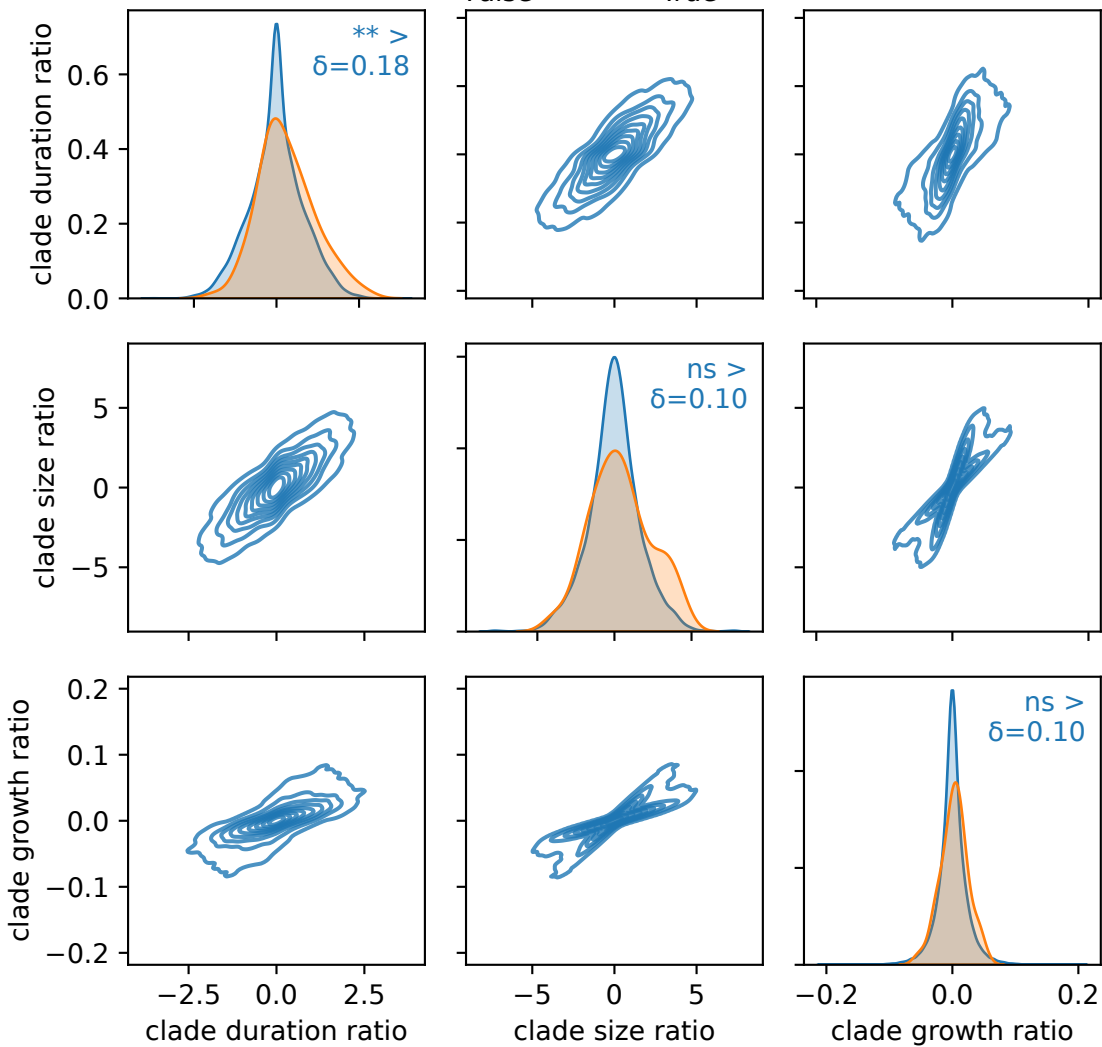 clade duration ratio
0.6
0.4
0.2
0.0
** >
δ=0.18
clade size ratio
5
0
−5
ns >
δ=0.10
clade growth ratio
0.2
0.1
0.0
−0.1
−0.2
ns >
δ=0.10
−2.5 0.0 2.5
−5 0 5
−0.2 0.0 0.2
clade duration ratio
clade size ratio
clade growth ratio